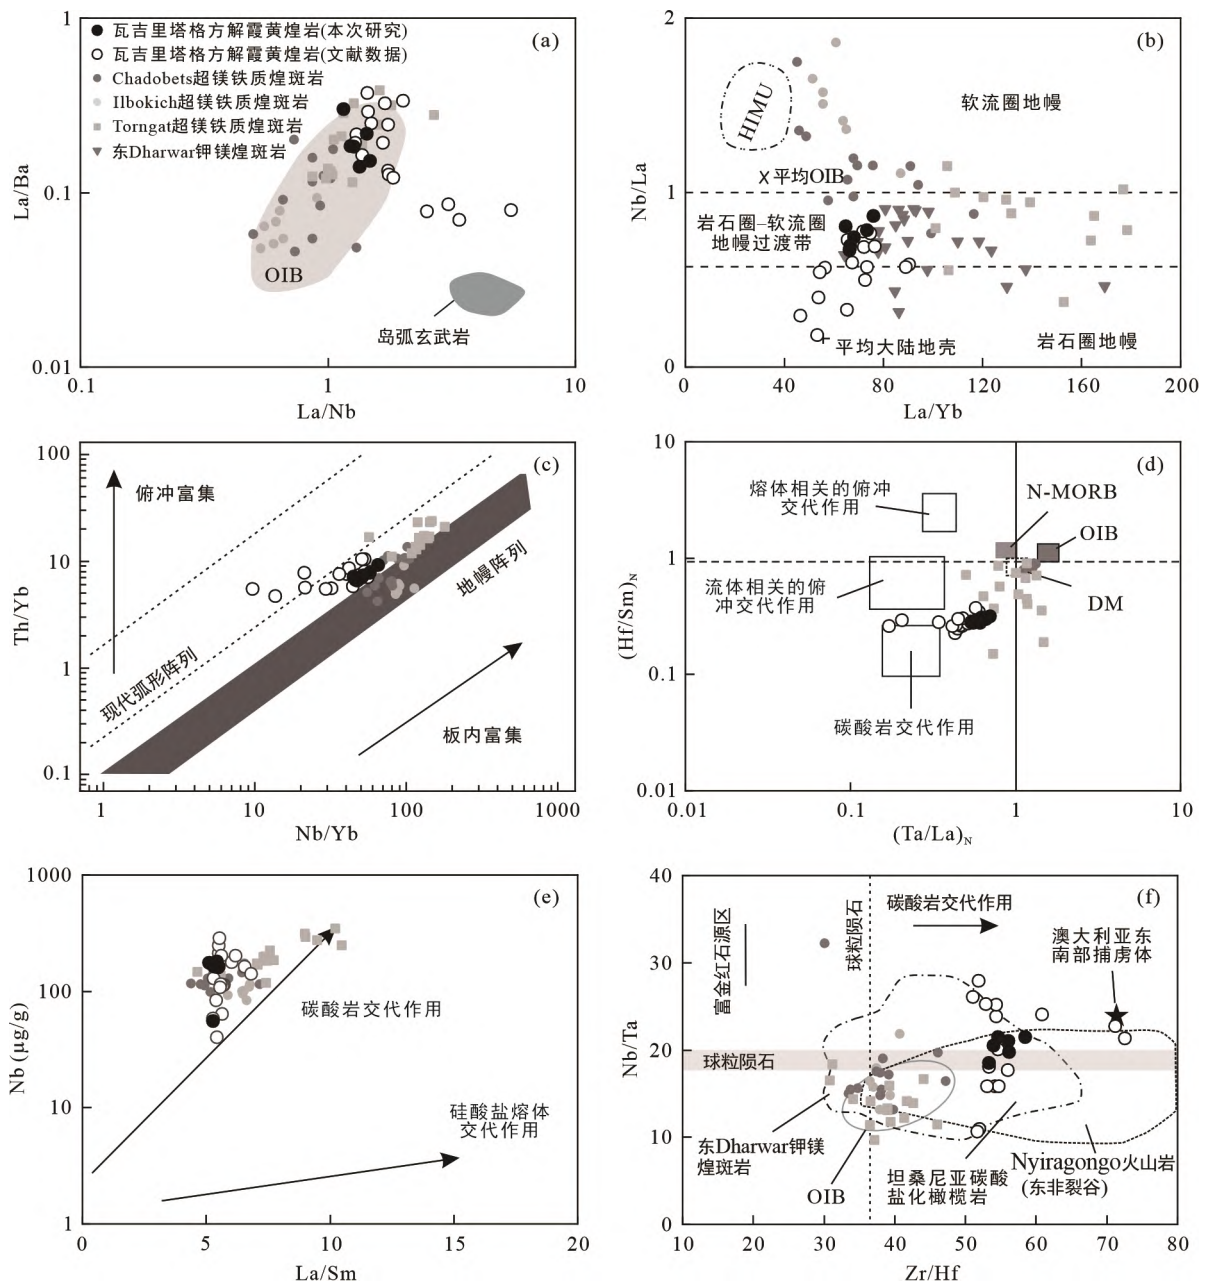 (a)
瓦吉里塔格方解霞黄煌岩(本次研究)
瓦吉里塔格方解霞黄煌岩(文献数据)
Chadobets超镁铁质煌斑岩
Ilbokich超镁铁质煌斑岩
Torngat超镁铁质煌斑岩
东Dharwar钾镁煌斑岩
OIB
岛弧玄武岩
1
0.1
0.01
La/Ba
0.1
1
10
La/Nb
(b)
HIMU
软流圈地幔
平均OIB
岩石圈–软流圈
地幔过渡带
平均大陆地壳
岩石圈地幔
2
1
0
Nb/La
0
40
80
120
160
200
La/Yb
(c)
俯冲富集
地幔阵列
现代弧形阵列
板内富集
100
10
1
0.1
Th/Yb
1
10
100
1000
Nb/Yb
(d)
熔体相关的俯冲
交代作用
N-MORB
OIB
流体相关的俯
冲交代作用
DM
碳酸岩交代作用
10
1
0.1
0.01
(Hf/Sm)N
0.01
0.1
1
10
(Ta/La)N
(e)
碳酸岩交代作用
硅酸盐熔体
交代作用
1000
100
10
1
Nb (μg/g)
0
5
10
15
20
La/Sm
(f)
富金红石源区
球粒陨石
碳酸岩交代作用
澳大利亚东
南部捕虏体
球粒陨石
东Dharwar钾镁
煌斑岩
OIB
坦桑尼亚碳酸
盐化橄榄岩
Nyiragongo火山岩
(东非裂谷)
40
30
20
10
0
Nb/Ta
10
20
30
40
50
60
70
80
Zr/Hf